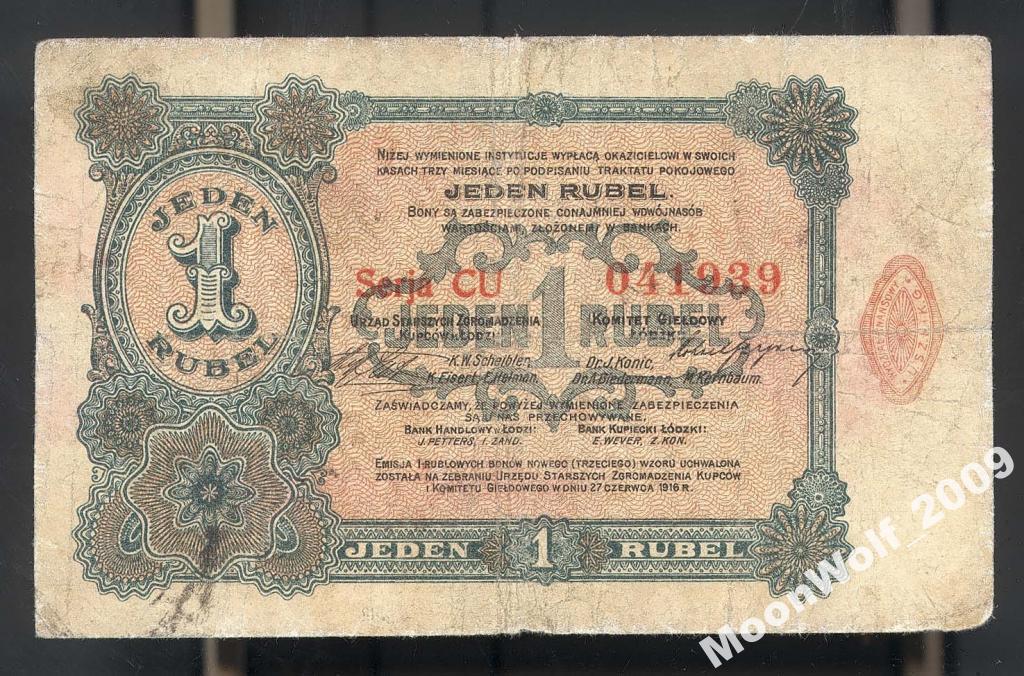 NIŻEJ WYMIENIONE INSTYTUCJE WYPŁACĄ OKAZICIELOWI W SWOICH
KASACH TRZY MIESIĄCE PO PODPISANIU TRAKTATU POKOJOWEGO
JEDEN RUBEL.
BONY SĄ ZABEZPIECZONE CONAJMNIEJ WDWÓJNASÓB
WARTOŚCIAMI, ZŁOŻONEMI W BANKACH.
JEDEN
1
RUBEL
Serja CU 041939
JEDEN 1 RUBEL
URZĄD STARSZYCH ZGROMADZENIA
KUPCÓW W ŁODZI
KOMITET GIEŁDOWY
ŁÓDZKI
K.W. Scheibler,
K. Eisert, E. Hofman.
Dr. J. Konic,
Dr. A. Biedermann, M. Kernbaum.
ZAŚWIADCZAMY, ŻE POWYŻEJ WYMIENIONE ZABEZPIECZENIA
SĄ U NAS PRZECHOWYWANE.
BANK HANDLOWY W ŁODZI:
J. PETTERS, I. ZAND.
BANK KUPIECKI ŁÓDZKI:
E. WEVER, Z. KON.
EMISJA 1-RUBLOWYCH BONÓW NOWEGO (TRZECIEGO) WZORU UCHWALONA
ZOSTAŁA NA ZEBRANIU URZĘDU STARSZYCH ZGROMADZENIA KUPCÓW
I KOMITETU GIEŁDOWEGO W DNIU 27 CZERWCA 1916 R.
JEDEN 1 RUBEL
MoonWolf_2009